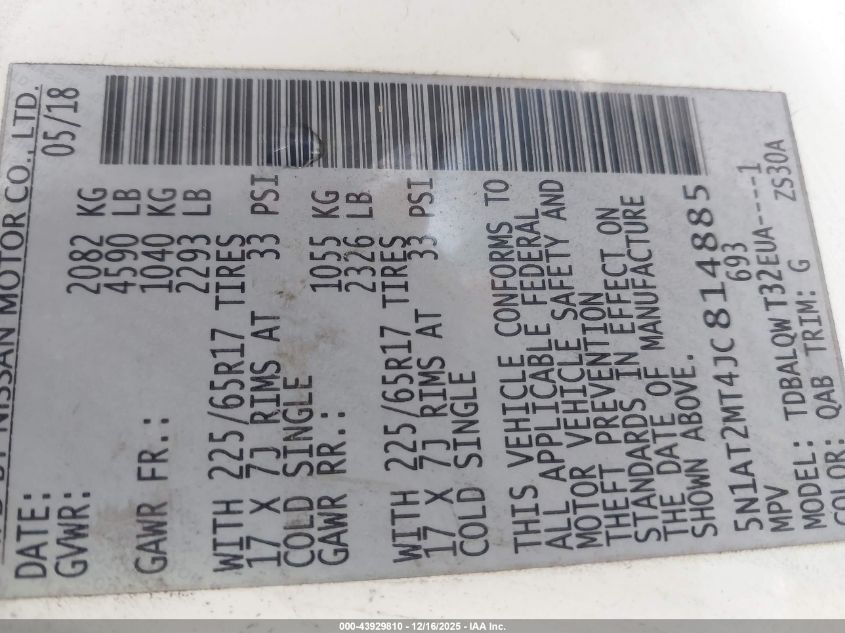 BY NISSAN MOTOR CO., LTD.
DATE: 05/18
GVWR: 2082 KG
4590 LB
GAWR FR.: 1040 KG
2293 LB
WITH 225/65R17 TIRES
17 X 7J RIMS AT 33 PSI
COLD SINGLE
GAWR RR.: 1055 KG
2326 LB
WITH 225/65R17 TIRES
17 X 7J RIMS AT 33 PSI
COLD SINGLE
THIS VEHICLE CONFORMS TO
ALL APPLICABLE FEDERAL
MOTOR VEHICLE SAFETY AND
THEFT PREVENTION
STANDARDS IN EFFECT ON
THE DATE OF MANUFACTURE
SHOWN ABOVE.
5N1AT2MT4JC814885
MPV 693
MODEL: TDBALQW T32EUA----1
COLOR: QAB TRIM: G ZS30A
000-43929810 - 12/16/2025 - IAA Inc.